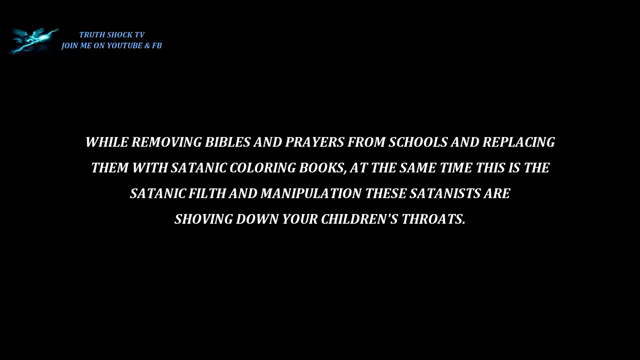 TRUTH SHOCK TV
JOIN ME ON YOUTUBE & FB
WHILE REMOVING BIBLES AND PRAYERS FROM SCHOOLS AND REPLACING
THEM WITH SATANIC COLORING BOOKS, AT THE SAME TIME THIS IS THE
SATANIC FILTH AND MANIPULATION THESE SATANISTS ARE
SHOVING DOWN YOUR CHILDREN'S THROATS.